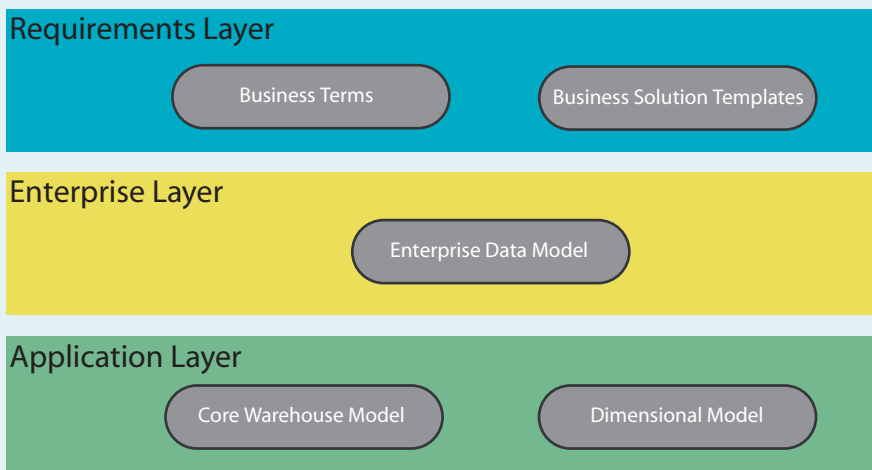 Requirements Layer
Business Terms
Business Solution Templates
Enterprise Layer
Enterprise Data Model
Application Layer
Core Warehouse Model
Dimensional Model